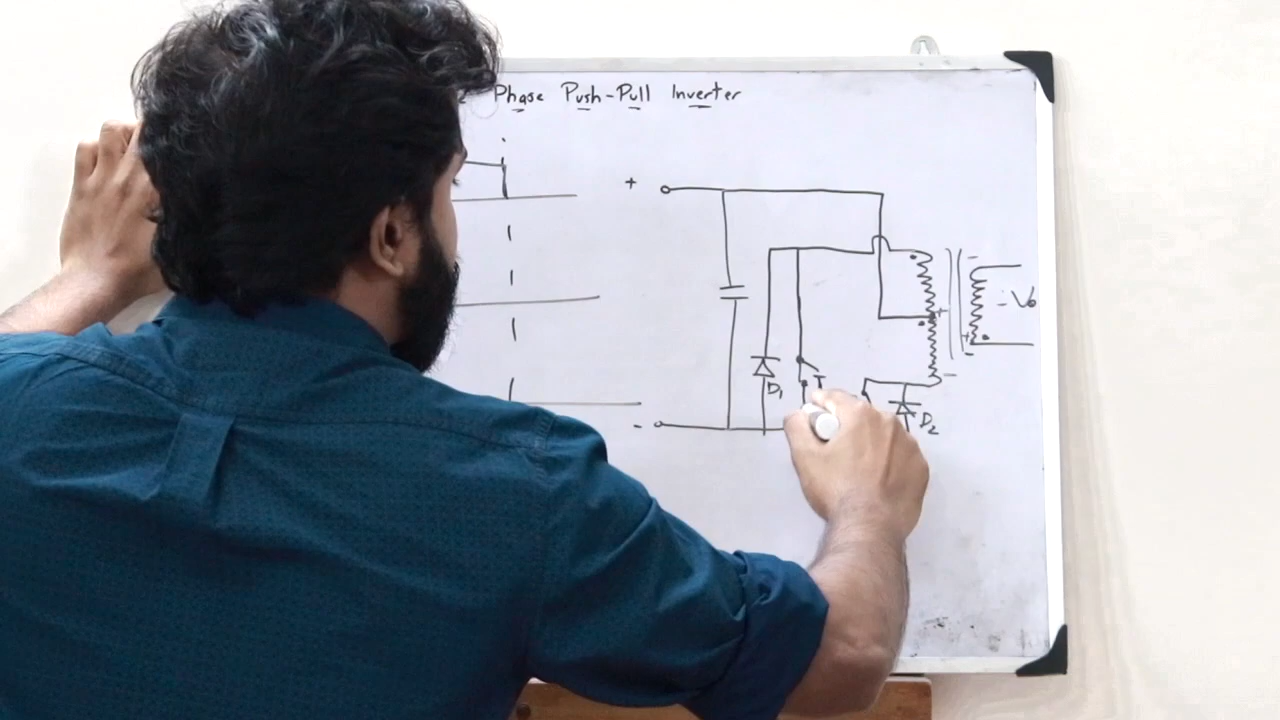 Phase Push-Pull Inverter
+
-
+
Vo
+
-
-
D₁
T
D₂
-